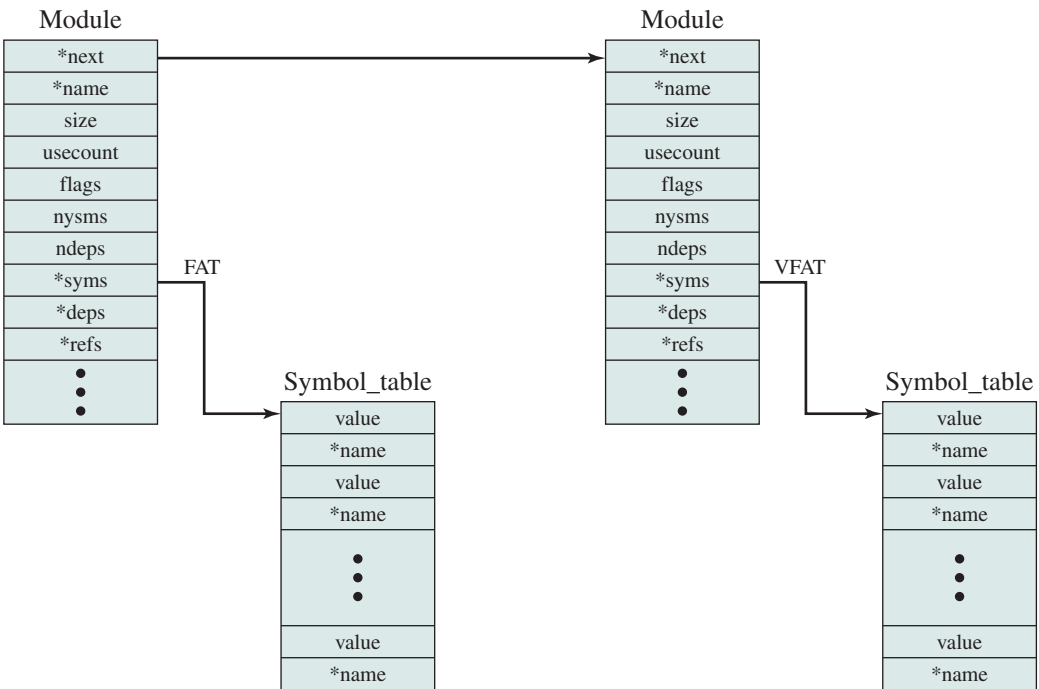 Module
*next
*name
size
usecount
flags
nysms
ndeps
*syms
*deps
*refs
FAT
Symbol_table
value
*name
value
*name
value
*name
Module
*next
*name
size
usecount
flags
nysms
ndeps
*syms
*deps
*refs
VFAT
Symbol_table
value
*name
value
*name
value
*name